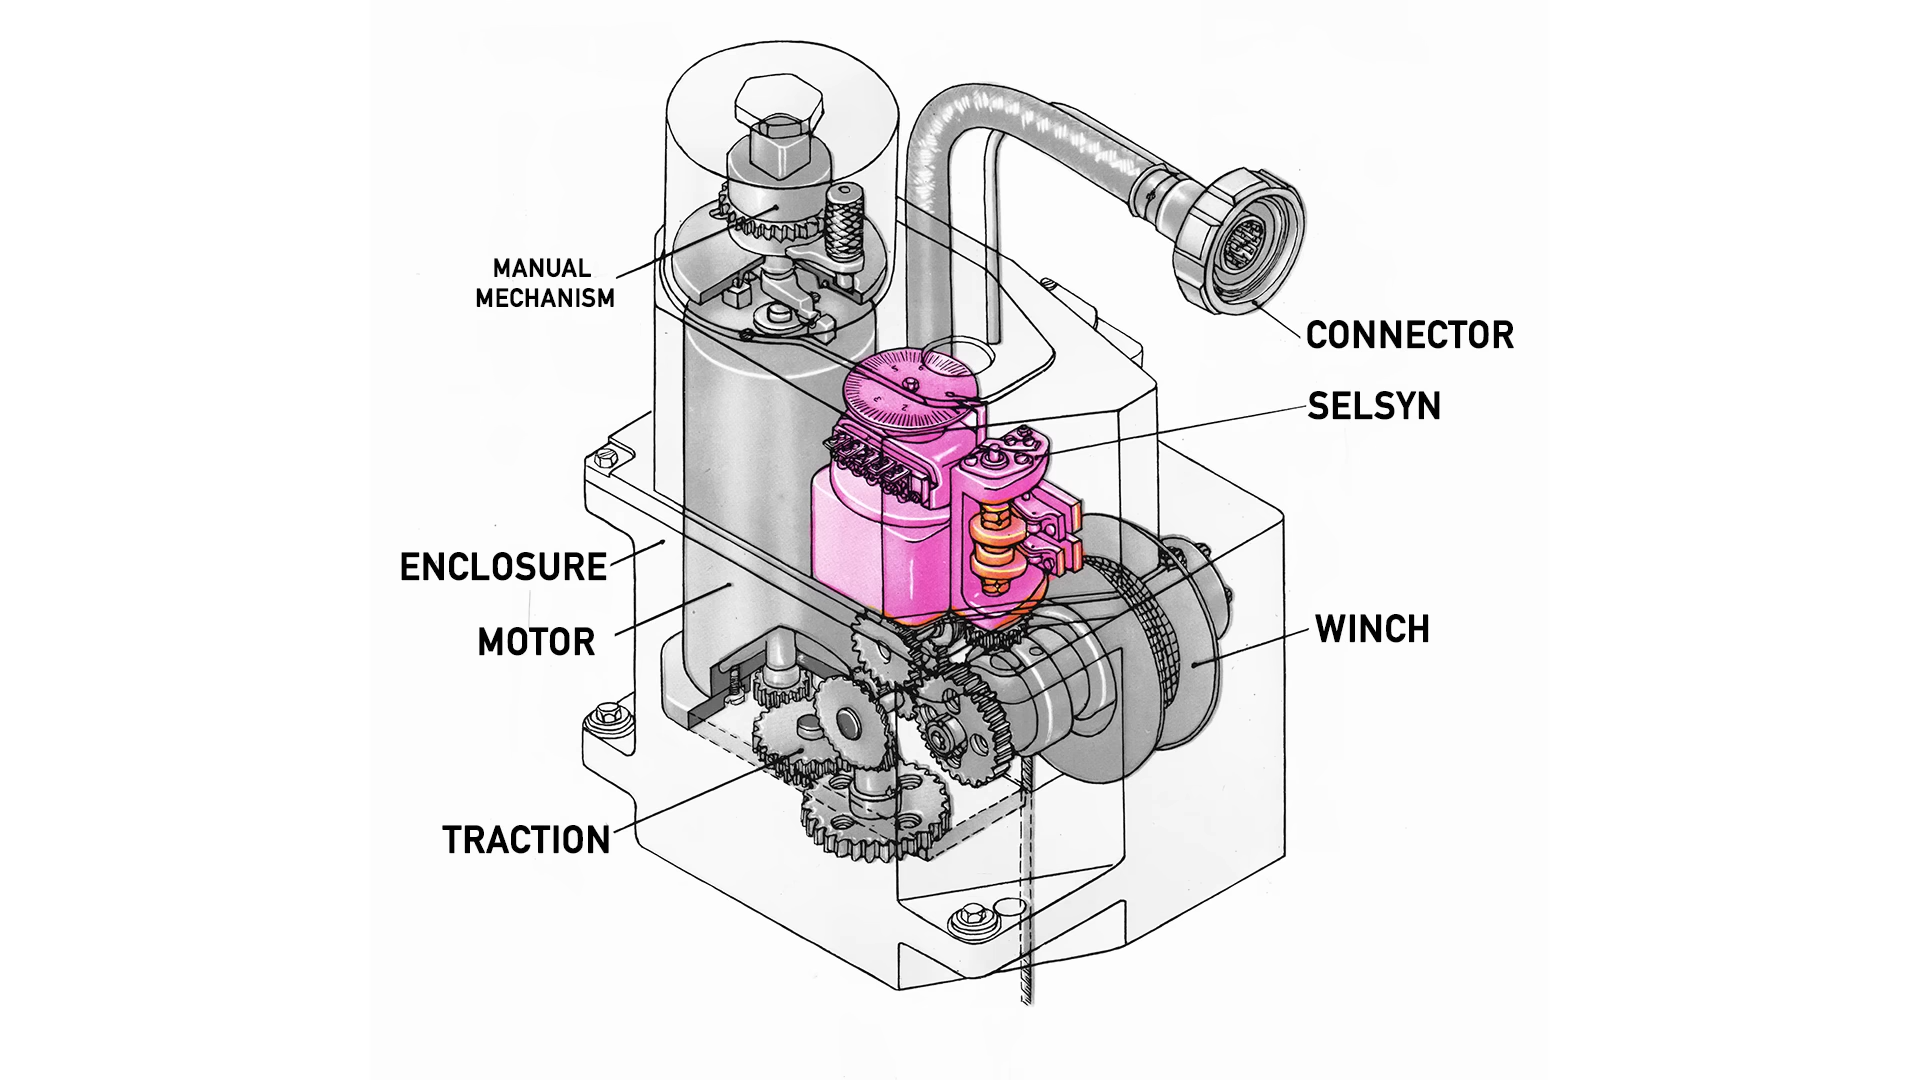 MANUAL
MECHANISM
CONNECTOR
SELSYN
ENCLOSURE
MOTOR
WINCH
TRACTION